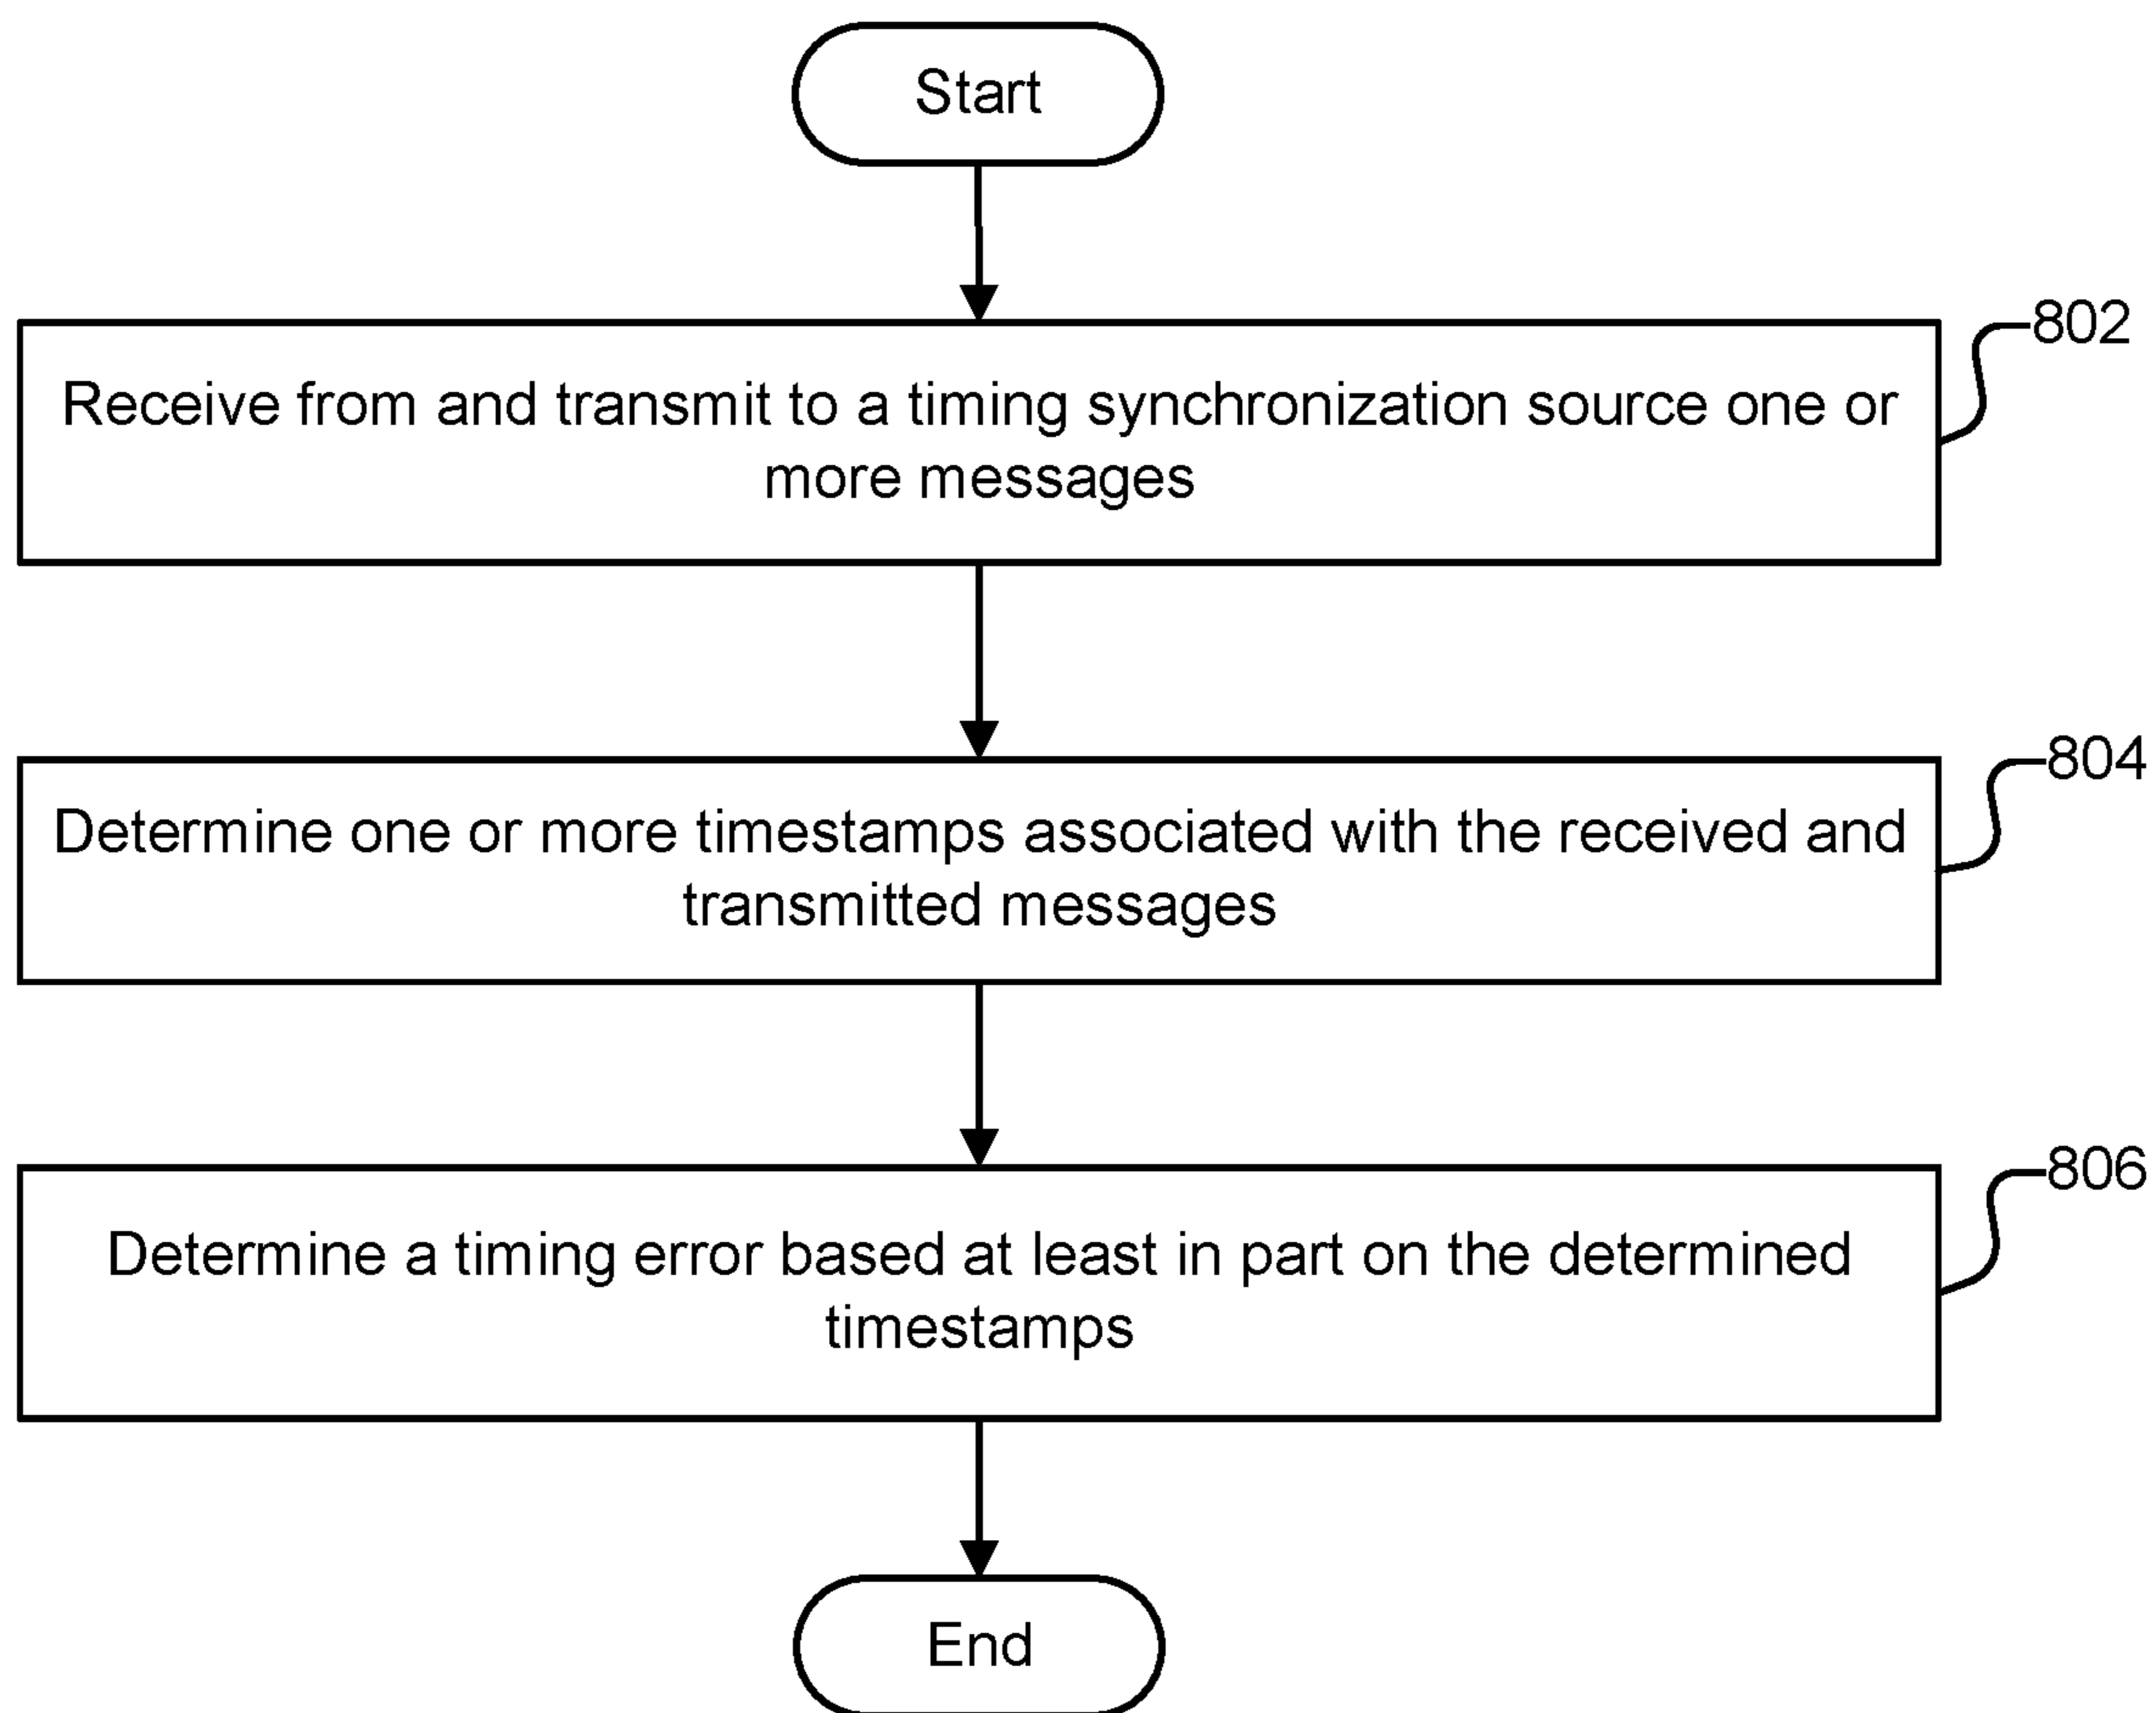 Start
802
Receive from and transmit to a timing synchronization source one or
more messages
804
Determine one or more timestamps associated with the received and
transmitted messages
806
Determine a timing error based at least in part on the determined
timestamps
End